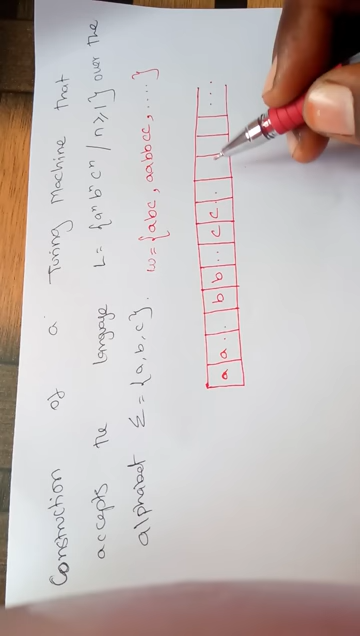 Construction of a Turing Machine that
accepts the language L = {aⁿbⁿcⁿ / n≥1} over the
alphabet Σ = {a,b,c}. w = {abc, aabbcc, ....}
a a .. b b .. c c .. ...